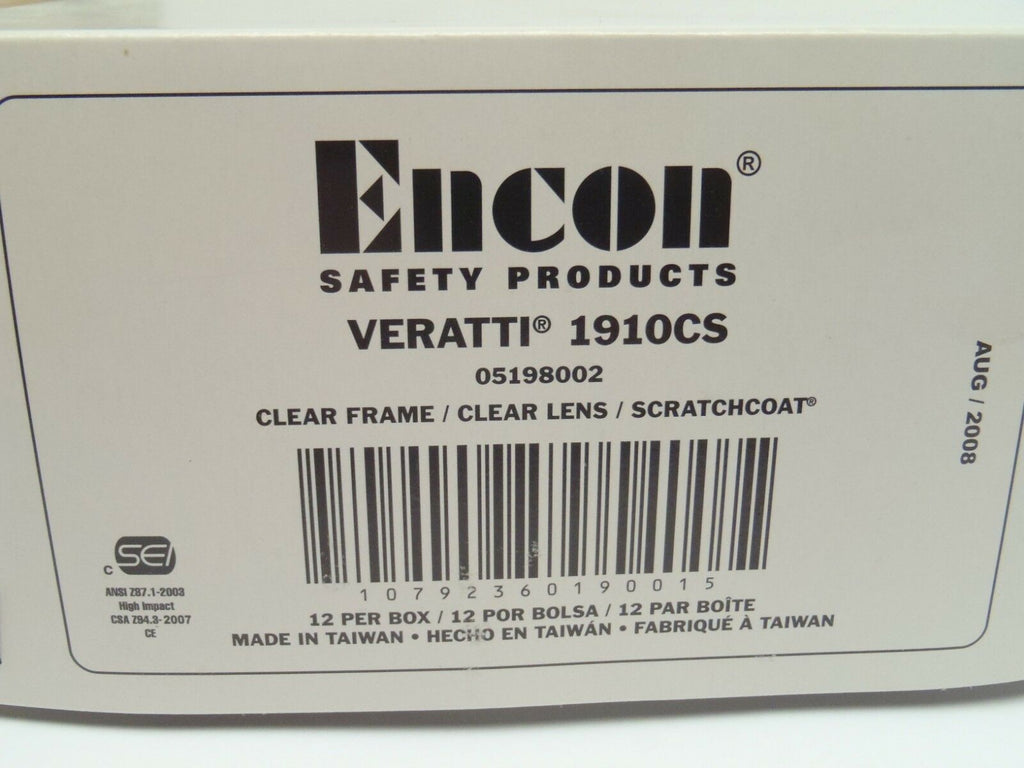 Encon®
SAFETY PRODUCTS
VERATTI® 1910CS
05198002
CLEAR FRAME / CLEAR LENS / SCRATCHCOAT®
AUG / 2008
10792360190015
12 PER BOX / 12 POR BOLSA / 12 PAR BOÎTE
MADE IN TAIWAN • HECHO EN TAIWÁN • FABRIQUÉ À TAIWAN
C SEI
ANSI Z87.1-2003
High Impact
CSA Z94.3-2007
CE